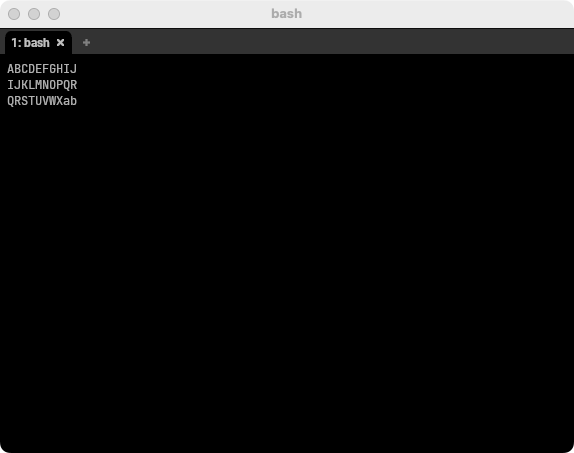 bash
1: bash × +
ABCDEFGHIJ
IJKLMNOPQR
QRSTUVWXab